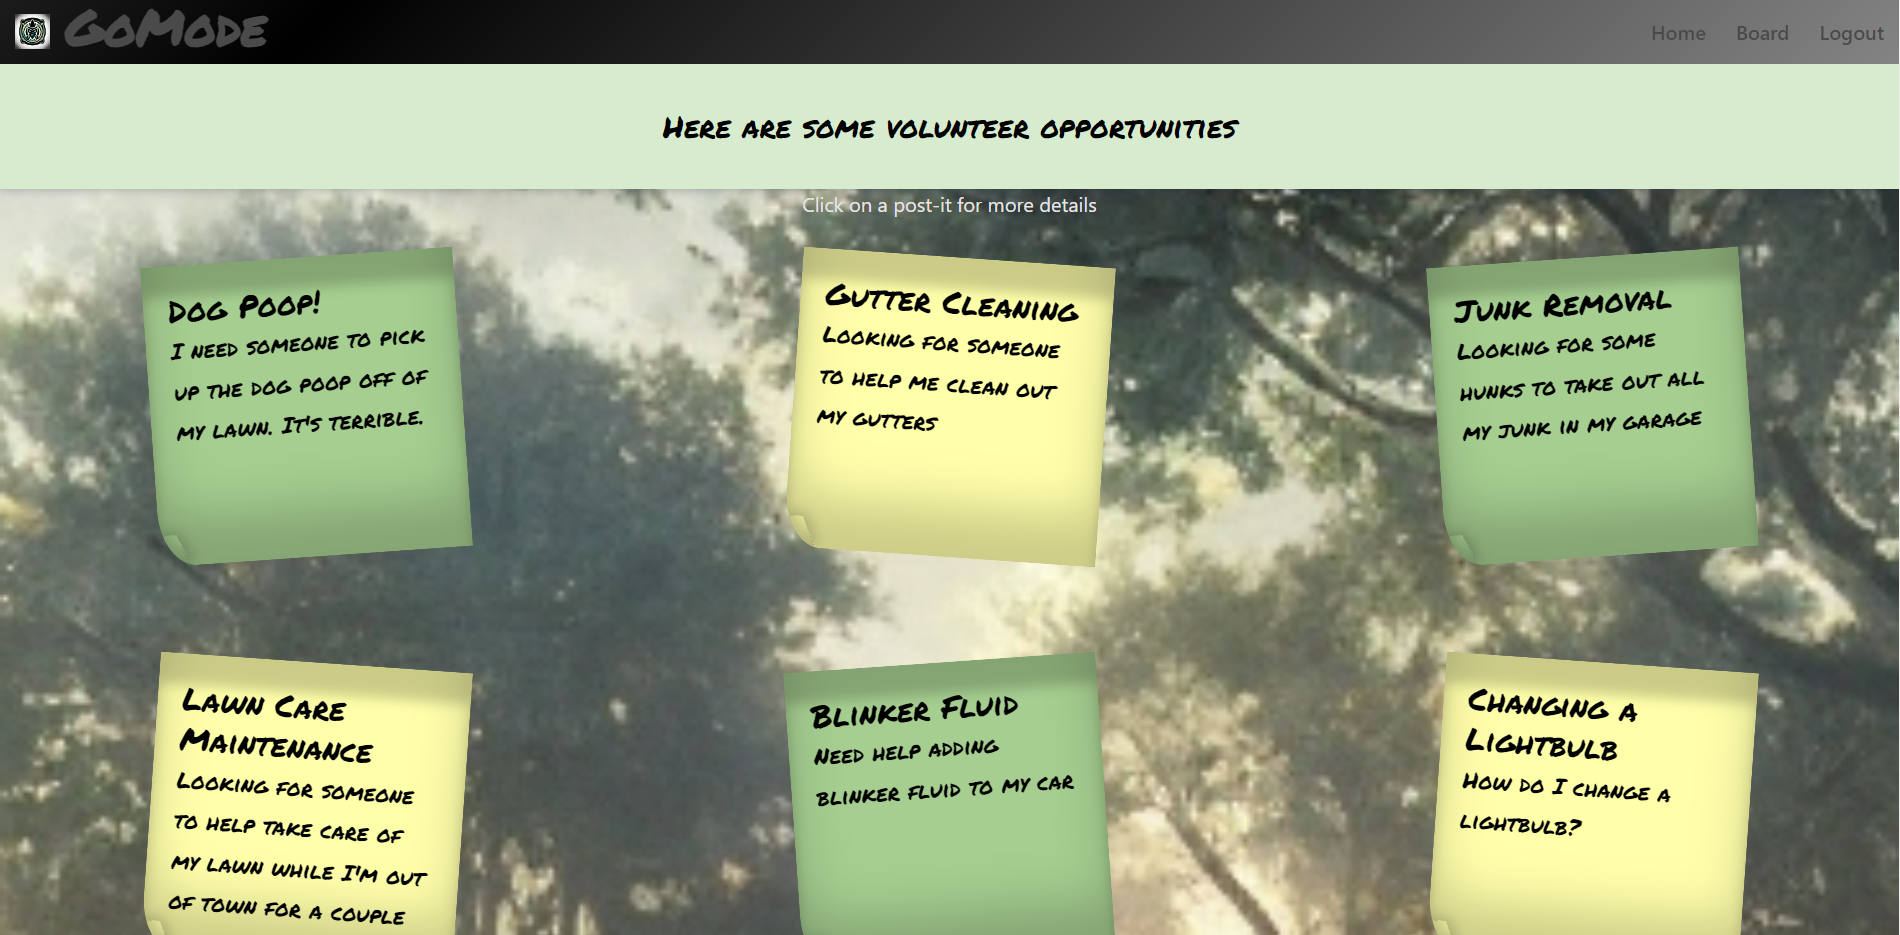 GoMode
Home Board Logout
Here are some volunteer opportunities
Click on a post-it for more details
Dog Poop!
I need someone to pick
up the dog poop off of
my lawn. It's terrible.
Gutter Cleaning
Looking for someone
to help me clean out
my gutters
Junk Removal
Looking for some
hunks to take out all
my junk in my garage
Lawn Care
Maintenance
Looking for someone
to help take care of
my lawn while I'm out
of town for a couple
Blinker Fluid
Need help adding
blinker fluid to my car
Changing a
Lightbulb
How do I change a
lightbulb?